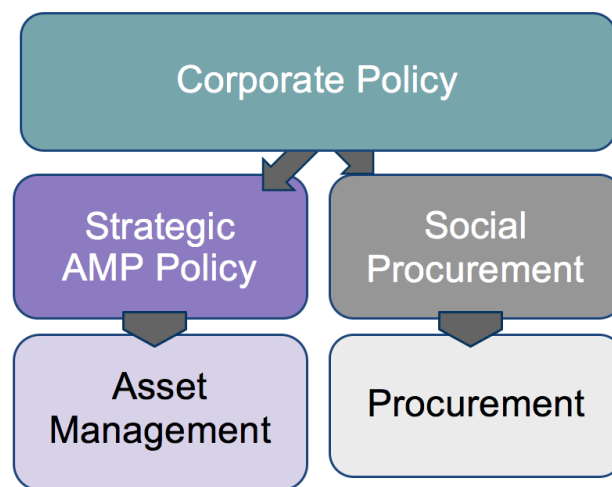 Corporate Policy
Strategic
AMP Policy
Social
Procurement
Asset
Management
Procurement